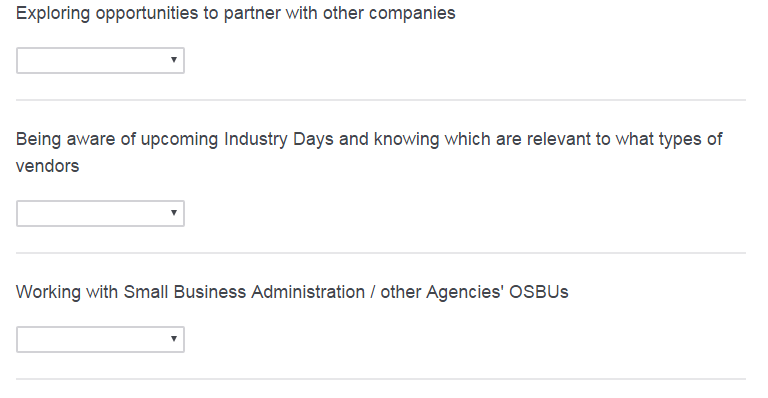 Exploring opportunities to partner with other companies
Being aware of upcoming Industry Days and knowing which are relevant to what types of
vendors
Working with Small Business Administration / other Agencies' OSBUs